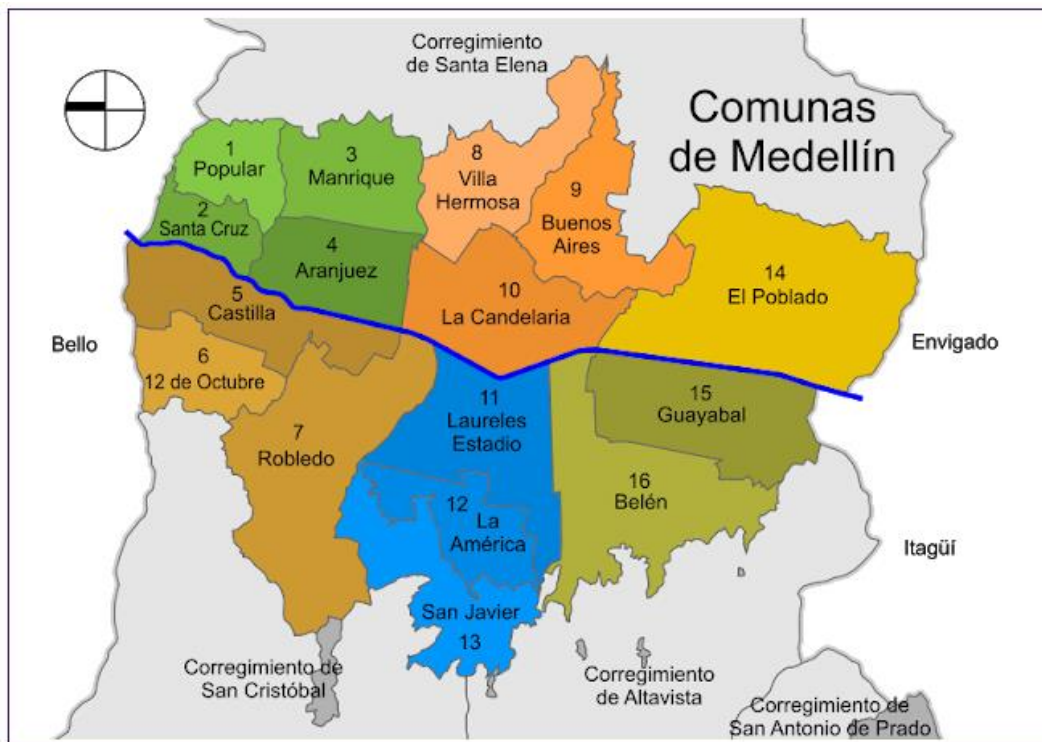 Corregimiento
de Santa Elena
Comunas
de Medellín
1
Popular
3
Manrique
8
Villa
Hermosa
9
Buenos
Aires
2
Santa Cruz
4
Aranjuez
10
La Candelaria
14
El Poblado
5
Castilla
Bello
Envigado
6
12 de Octubre
11
Laureles
Estadio
15
Guayabal
7
Robledo
16
Belén
12
La
América
Itagüí
San Javier
13
Corregimiento de
San Cristóbal
Corregimiento
de Altavista
Corregimiento de
San Antonio de Prado